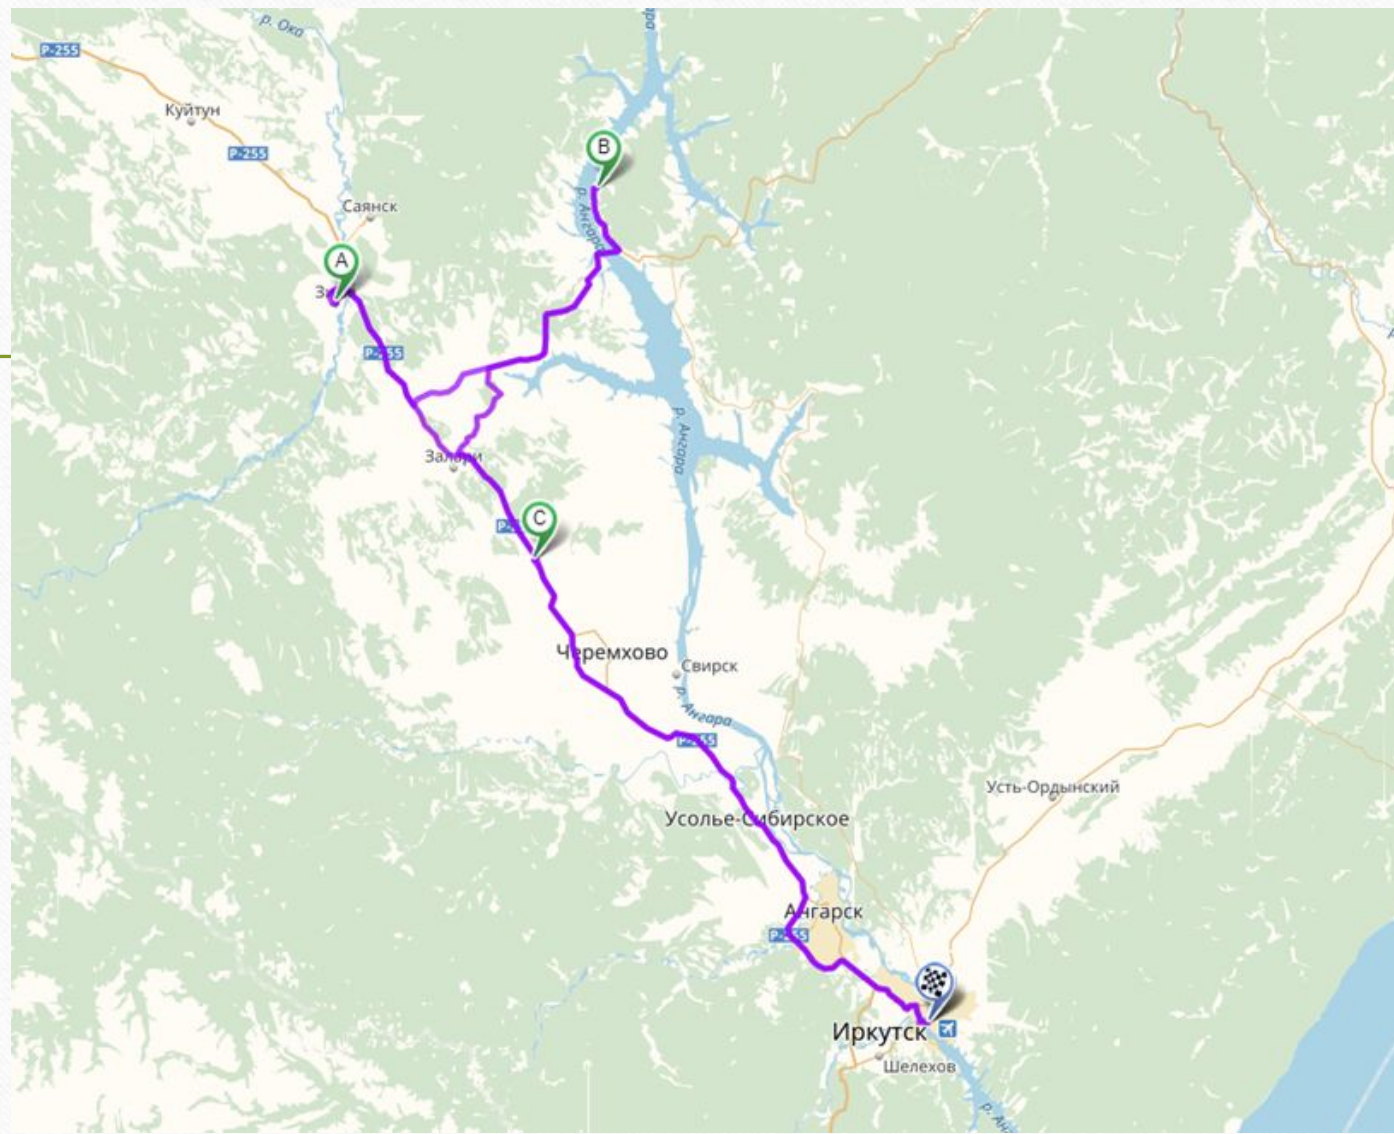 р. Ока
Р-255
Куйтун
Р-255
B
Саянск
р. Ангара
A
Р-255
р. Ангара
Залари
C
Черемхово
Свирск
р. Ангара
Р-255
Усть-Ордынский
Усолье-Сибирское
Ангарск
Р-255
Иркутск
Шелехов